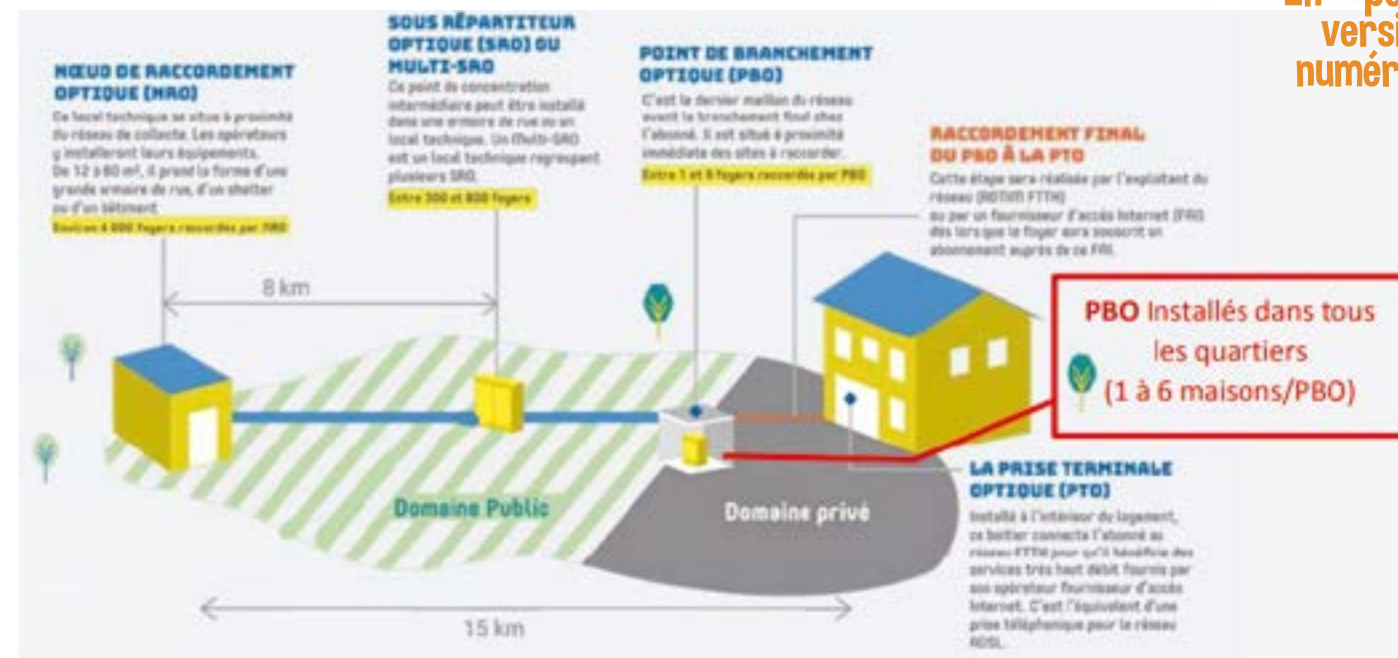 En po
versi
numér
NŒUD DE RACCORDEMENT
OPTIQUE (NRO)
Ce local technique se situe à proximité
du réseau de collecte. Les opérateurs
y installeront leurs équipements.
De 12 à 80 m², il prend la forme d'une
grande armoire de rue, d'un shelter
ou d'un bâtiment
Environ 4 000 foyers raccordés par NRO
SOUS RÉPARTITEUR
OPTIQUE (SRO) OU
MULTI-SRO
Ce point de concentration
intermédiaire peut être installé
dans une armoire de rue ou un
local technique. Un Multi-SRO
est un local technique regroupant
plusieurs SRO.
Entre 300 et 800 foyers
POINT DE BRANCHEMENT
OPTIQUE (PBO)
C'est le dernier maillon du réseau
avant le branchement final chez
l'abonné. Il est situé à proximité
immédiate des sites à raccorder.
Entre 1 et foyers raccordés par PBO
RACCORDEMENT FINAL
DU PBO À LA PTO
Cette étape sera réalisée par l'exploitant du
réseau FTTH)
ou par un fournisseur d'accès Internet (FAI)
dès lors que le foyer aura souscrit un
abonnement auprès de ce FAI.
8 km
PBO Installés dans tous
les quartiers
(1 à 6 maisons/PBO)
Domaine Public
Domaine privé
LA PRISE TERMINALE
OPTIQUE (PTO)
Installé à l'intérieur du logement,
ce boitier connecte l'abonné au
réseau FTTH pour qu'il bénéficie des
services très haut débit fournis par
son opérateur fournisseur d'accès
Internet. C'est l'équivalent d'une
prise téléphonique pour le réseau
ADSL.
15 km